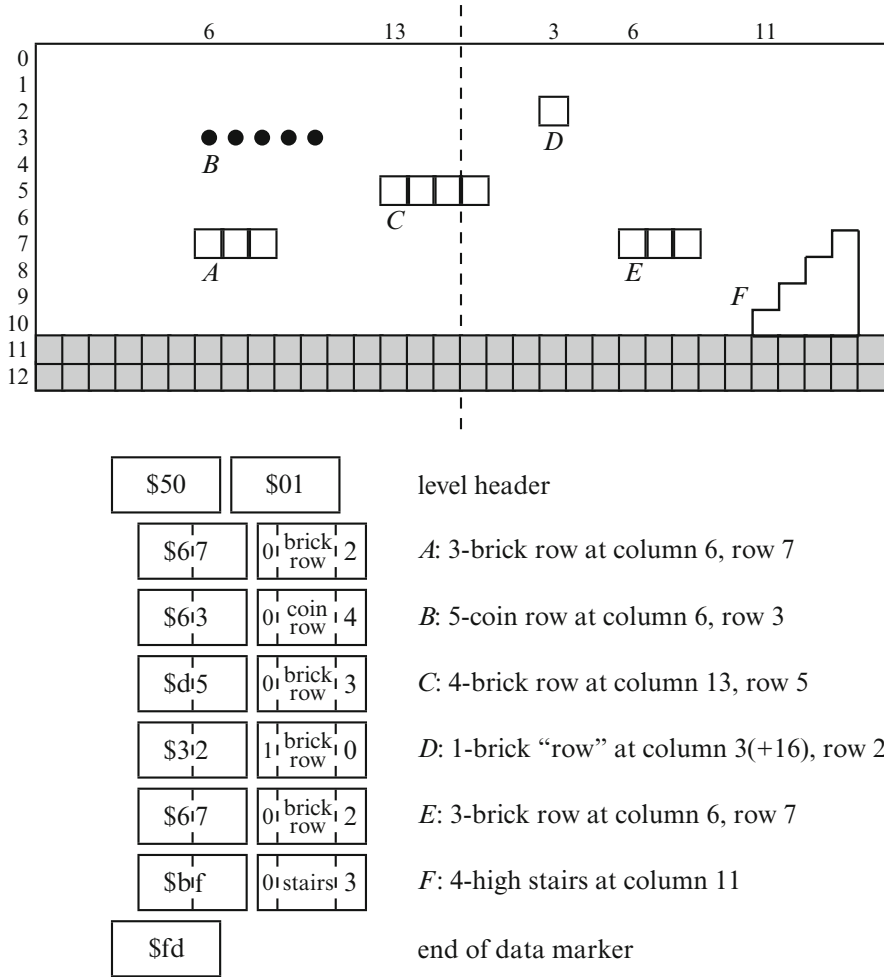 6 13 3 6 11
0
1
2
3
4
5
6
7
8
9
10
11
12
D
B
C
A E
F
$50 $01 level header
$6 7 0 brick row 2 A: 3-brick row at column 6, row 7
$6 3 0 coin row 4 B: 5-coin row at column 6, row 3
$d 5 0 brick row 3 C: 4-brick row at column 13, row 5
$3 2 1 brick row 0 D: 1-brick “row” at column 3(+16), row 2
$6 7 0 brick row 2 E: 3-brick row at column 6, row 7
$b f 0 stairs 3 F: 4-high stairs at column 11
$fd end of data marker